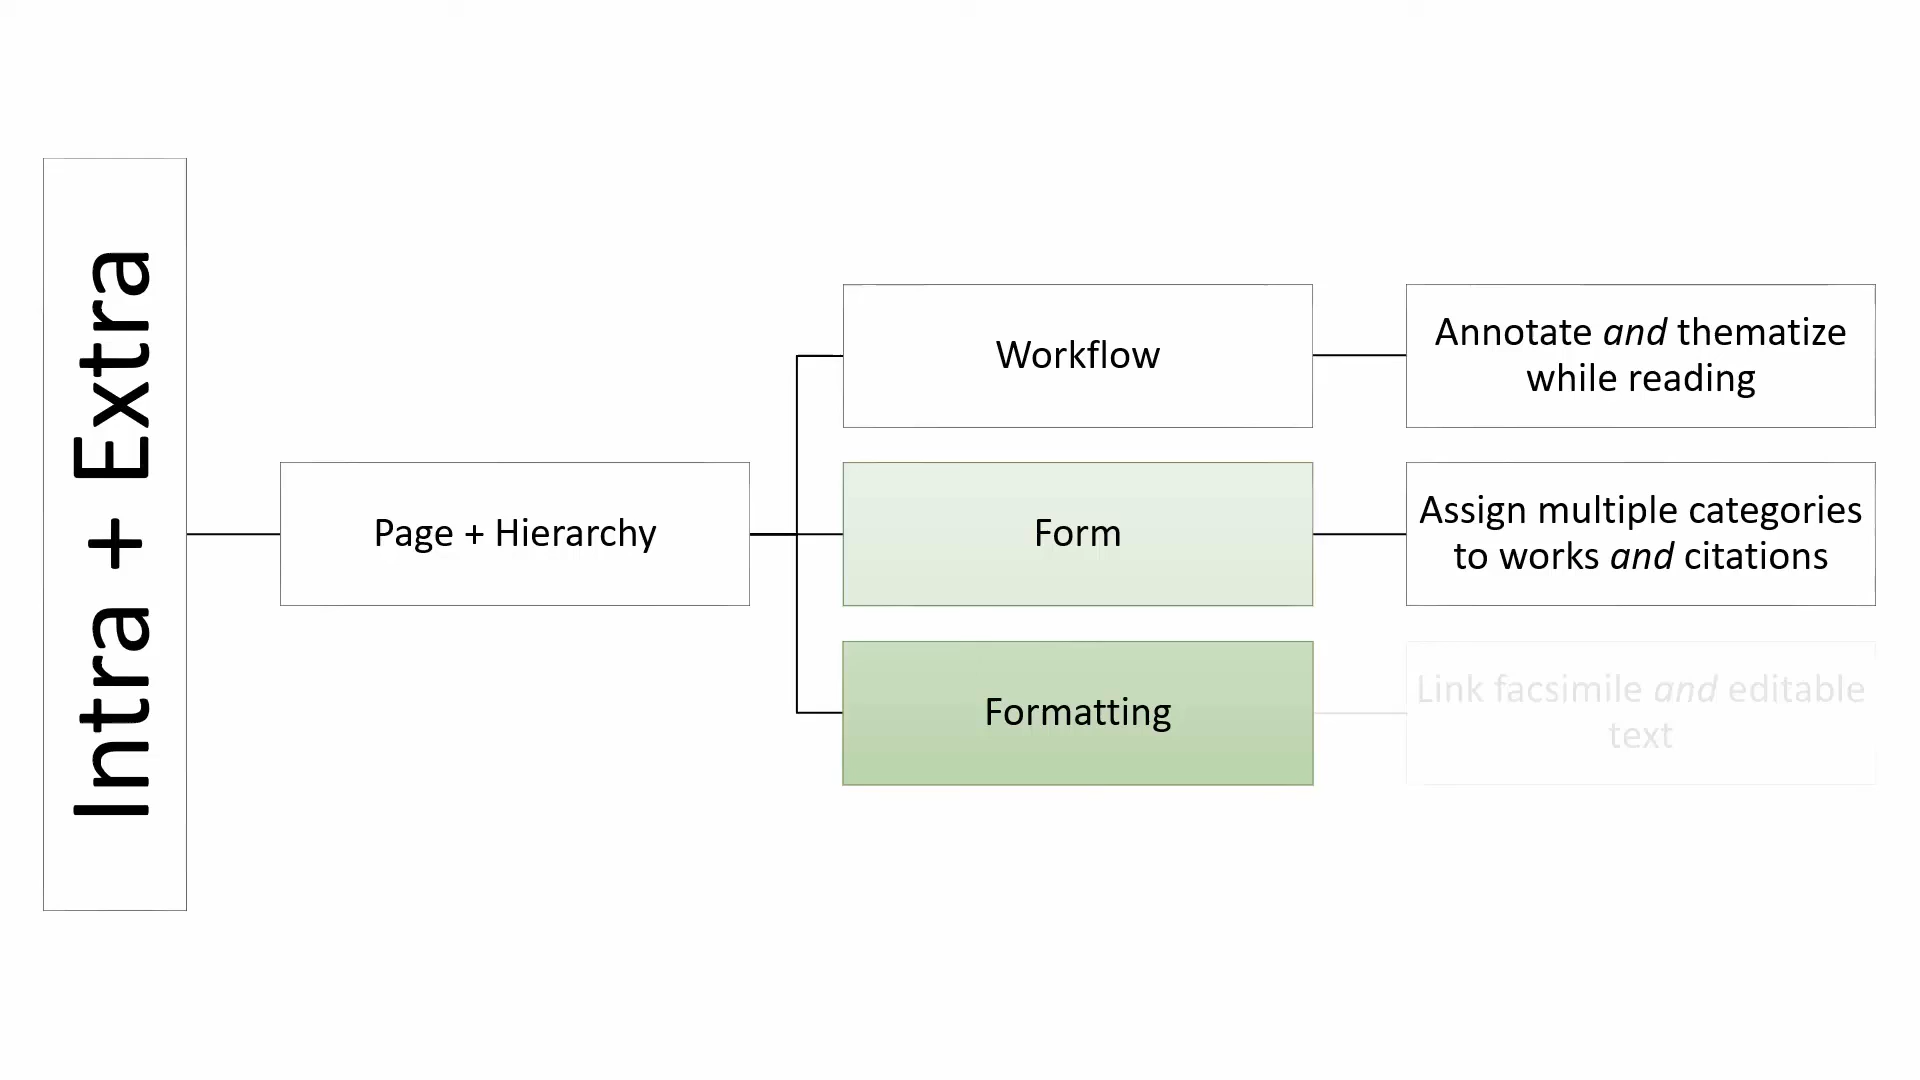 Intra + Extra
Page + Hierarchy
Workflow
Annotate and thematize
while reading
Form
Assign multiple categories
to works and citations
Formatting
Link facsimile and editable
text